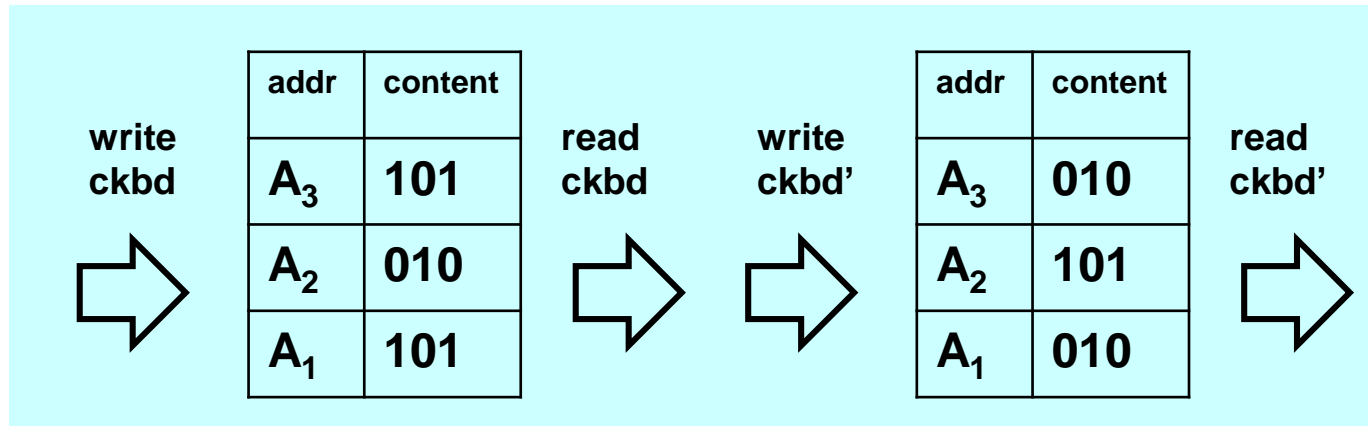 write
ckbd
addr content
A₃ 101
A₂ 010
A₁ 101
read
ckbd
write
ckbd’
addr content
A₃ 010
A₂ 101
A₁ 010
read
ckbd’